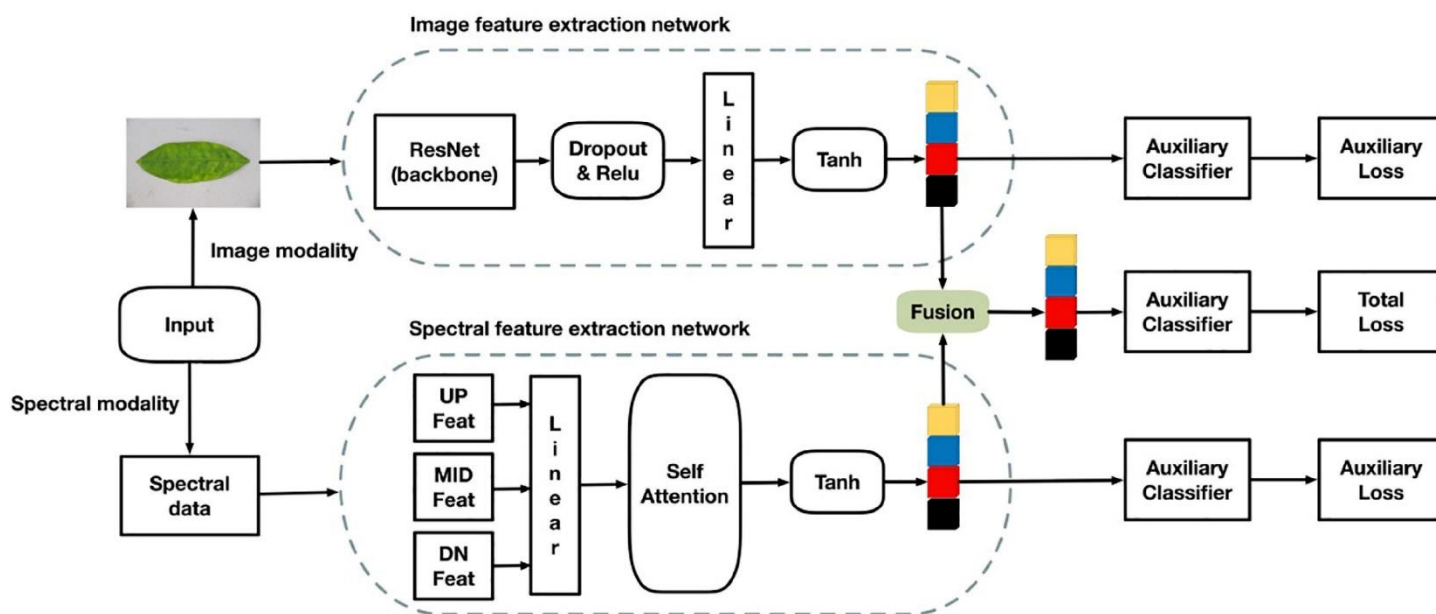 Image feature extraction network
ResNet
(backbone)
Dropout
& Relu
Linear
Tanh
Auxiliary
Classifier
Auxiliary
Loss
Image modality
Input
Fusion
Auxiliary
Classifier
Total
Loss
Spectral feature extraction network
Spectral modality
Spectral
data
UP
Feat
MID
Feat
DN
Feat
Linear
Self
Attention
Tanh
Auxiliary
Classifier
Auxiliary
Loss